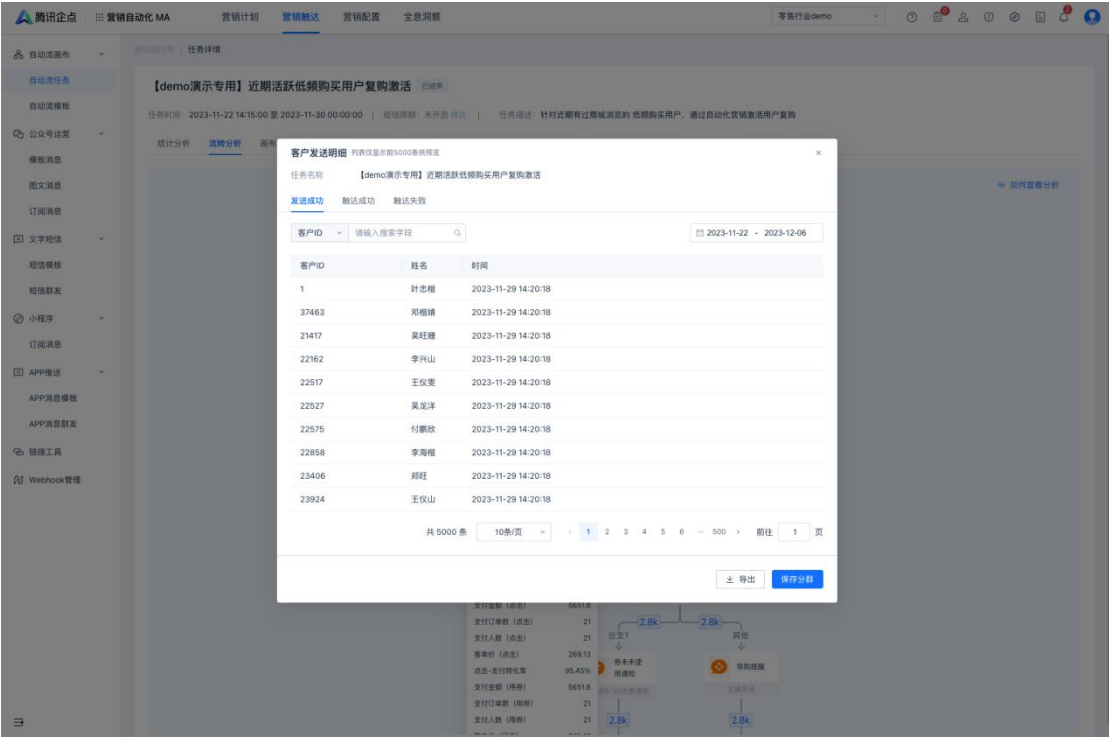 腾讯企点 营销自动化 MA 营销计划 营销触达 营销配置 全息洞察 零售行业demo
自动流画布
自动流任务
自动流模板
公众号运营
模板消息
图文消息
订阅消息
文字短信
短信模板
短信群发
小程序
订阅消息
APP推送
APP消息模板
APP消息群发
链接工具
Webhook管理
自动流任务 / 任务详情
【demo演示专用】近期活跃低频购买用户复购激活 已结束
任务时间: 2023-11-22 14:15:00 至 2023-11-30 00:00:00 | 短信限额: 未开启 | 任务描述: 针对近期有过商城浏览的 低频购买用户，通过自动化营销激活用户复购
统计分析 流转分析 画布
如何查看分析
客户发送明细 列表仅显示前5000条供预览
任务名称 【demo演示专用】近期活跃低频购买用户复购激活
发送成功 触达成功 触达失败
客户ID 请输入搜索字段 2023-11-22 - 2023-12-06
客户ID 姓名 时间
1 叶忠楷 2023-11-29 14:20:18
37463 邓楷婧 2023-11-29 14:20:18
21417 吴旺姗 2023-11-29 14:20:18
22162 李兴山 2023-11-29 14:20:18
22517 王仪雯 2023-11-29 14:20:18
22527 吴龙洋 2023-11-29 14:20:18
22575 付鹏欣 2023-11-29 14:20:18
22858 李海楷 2023-11-29 14:20:18
23406 郑旺 2023-11-29 14:20:18
23924 王仪山 2023-11-29 14:20:18
共 5000 条 10条/页 1 2 3 4 5 6 ··· 500 前往 1 页
导出 保存分群
支付金额（点击） 5651.8
支付订单数（点击） 21
支付人数（点击） 21
客单价（点击） 269.13
点击-支付转化率 95.45%
支付金额（用券） 5651.8
支付订单数（用券） 21
支付人数（用券） 21
2.8k 2.8k
分支1 其他
券未未使
用通知
导购提醒
2.8k 2.8k